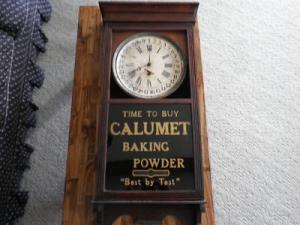 TIME TO BUY
CALUMET
BAKING
POWDER
"Best by Test"